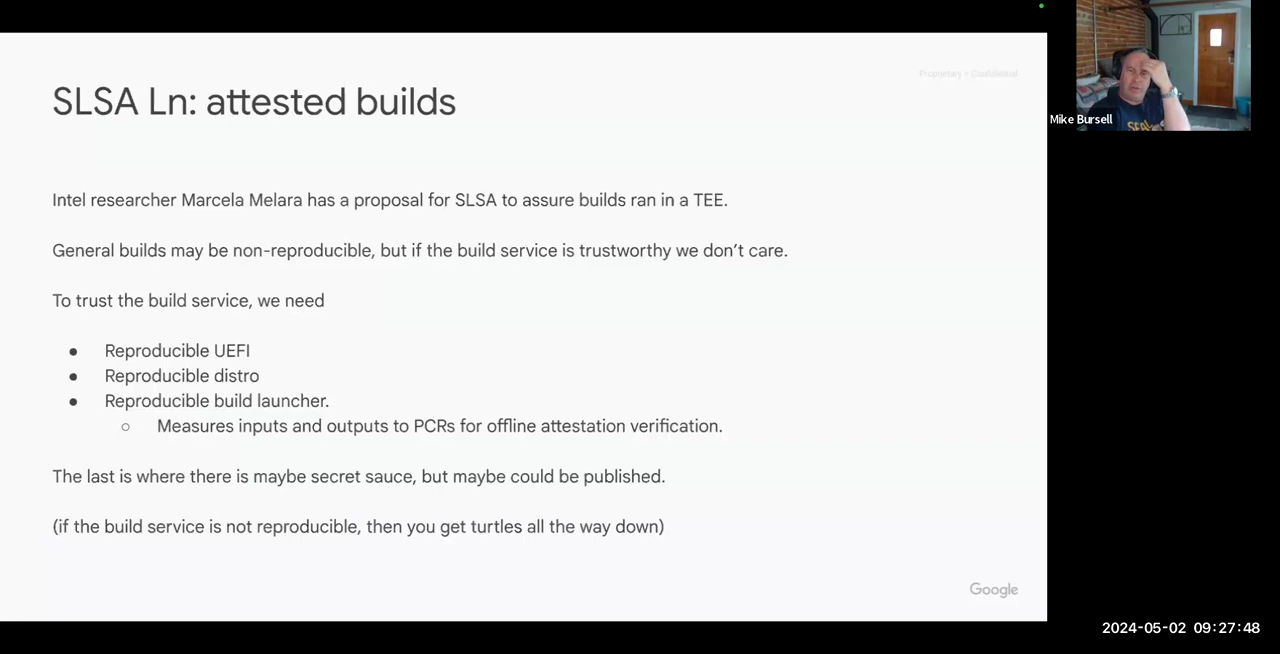 Proprietary + Confidential
SLSA Ln: attested builds
Intel researcher Marcela Melara has a proposal for SLSA to assure builds ran in a TEE.
General builds may be non-reproducible, but if the build service is trustworthy we don’t care.
To trust the build service, we need
● Reproducible UEFI
● Reproducible distro
● Reproducible build launcher.
○ Measures inputs and outputs to PCRs for offline attestation verification.
The last is where there is maybe secret sauce, but maybe could be published.
(if the build service is not reproducible, then you get turtles all the way down)
Google
Mike Bursell
2024-05-02 09:27:48